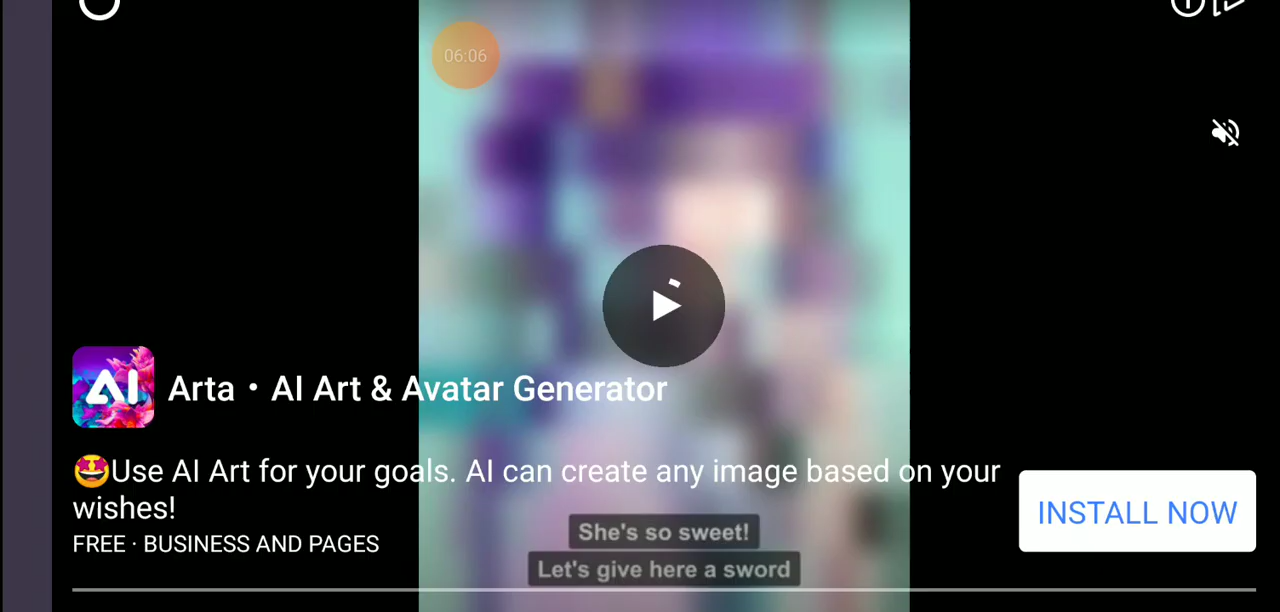 06:06
AI
Arta • AI Art & Avatar Generator
🤩Use AI Art for your goals. AI can create any image based on your
wishes!
FREE · BUSINESS AND PAGES
INSTALL NOW
She's so sweet!
Let's give here a sword